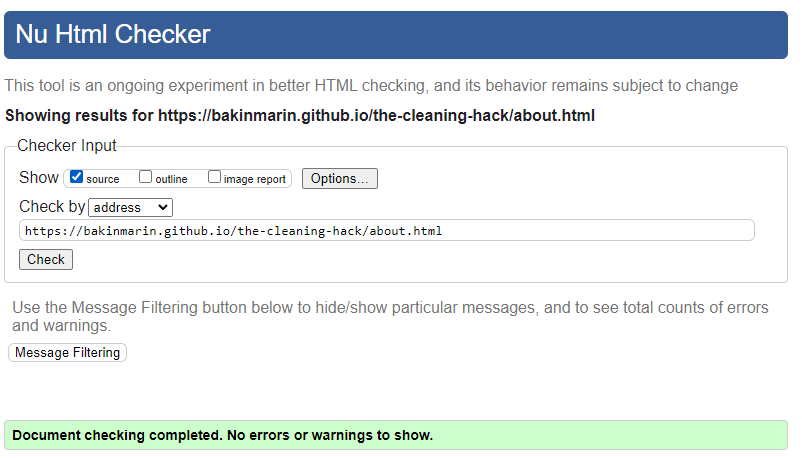 Nu Html Checker
This tool is an ongoing experiment in better HTML checking, and its behavior remains subject to change
Showing results for https://bakinmarin.github.io/the-cleaning-hack/about.html
Checker Input
Show source outline image report Options...
Check by address
https://bakinmarin.github.io/the-cleaning-hack/about.html
Check
Use the Message Filtering button below to hide/show particular messages, and to see total counts of errors
and warnings.
Message Filtering
Document checking completed. No errors or warnings to show.